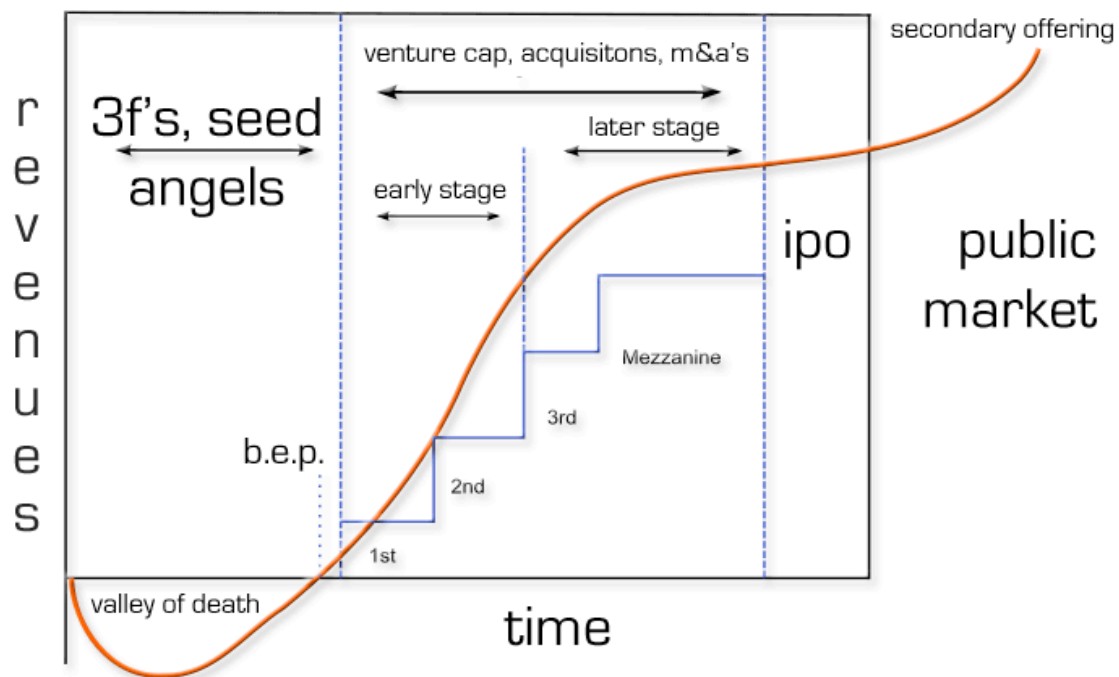 revenues
3f's, seed
angels
venture cap, acquisitons, m&a's
early stage
later stage
secondary offering
ipo
public
market
b.e.p.
1st
2nd
3rd
Mezzanine
valley of death
time